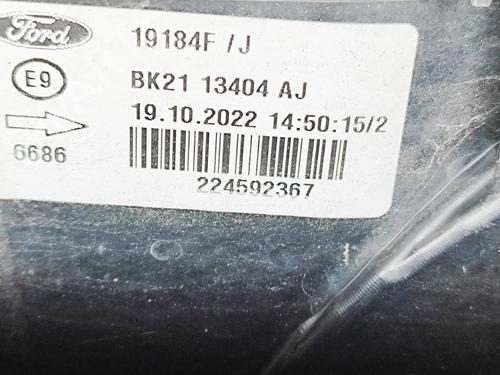 Ford
19184F /J
E9
BK21 13404 AJ
19.10.2022 14:50:15/2
6686
224592367